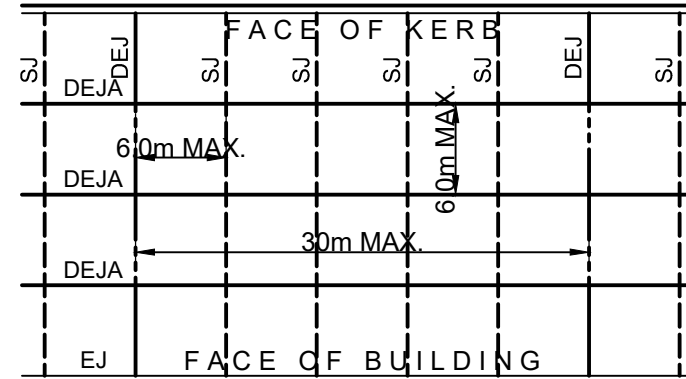 FACE OF KERB
SJ
DEJ
SJ
SJ
SJ
SJ
DEJ
SJ
DEJA
6.0m MAX.
6.0m MAX.
DEJA
30m MAX.
DEJA
EJ
FACE OF BUILDING